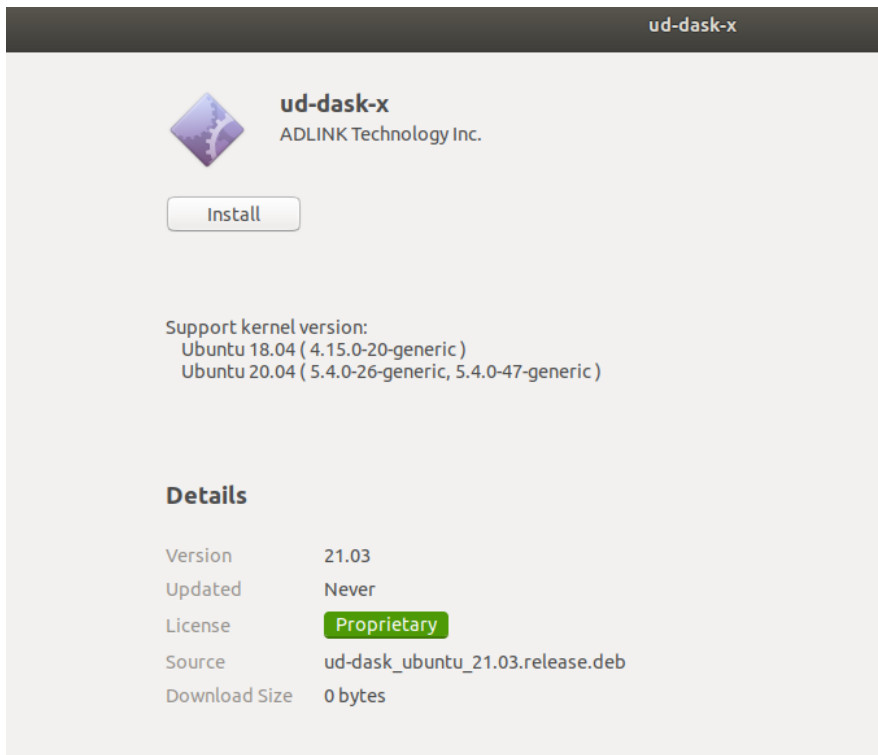 ud-dask-x
ud-dask-x
ADLINK Technology Inc.
Install
Support kernel version:
Ubuntu 18.04 ( 4.15.0-20-generic )
Ubuntu 20.04 ( 5.4.0-26-generic, 5.4.0-47-generic )
Details
Version 21.03
Updated Never
License Proprietary
Source ud-dask_ubuntu_21.03.release.deb
Download Size 0 bytes